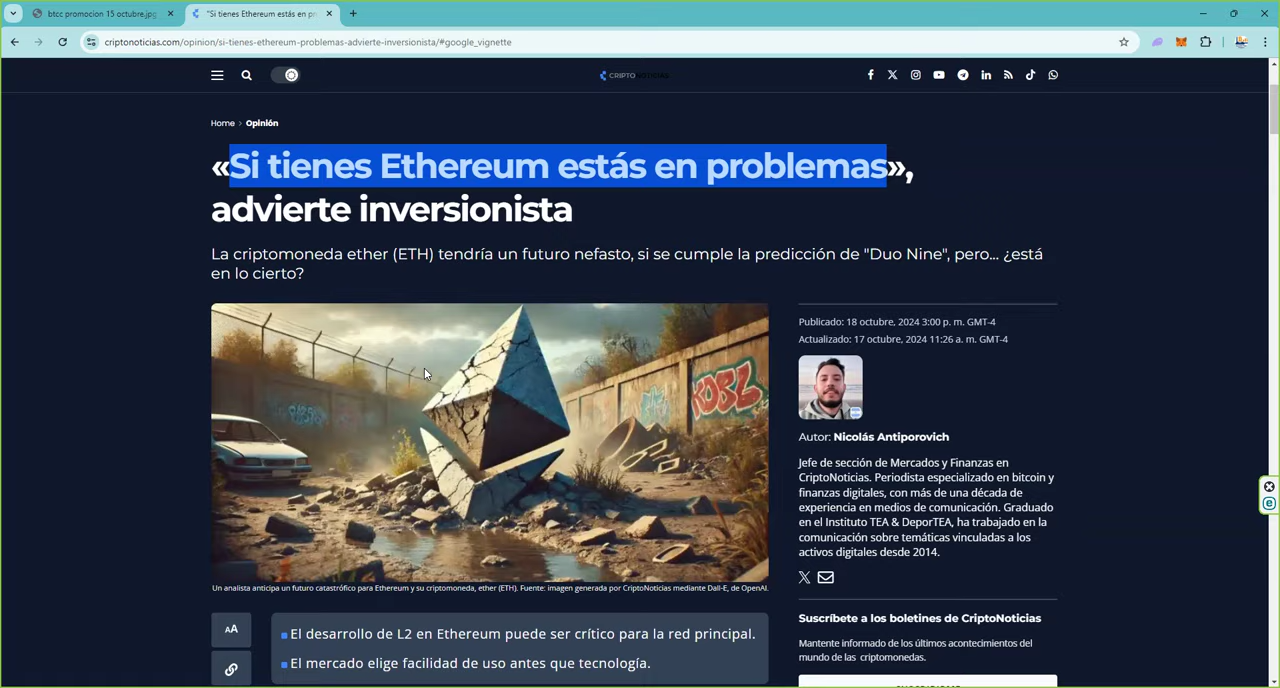 btcc promocion 15 octubre.jpg
"Si tienes Ethereum estás en pr
criptonoticias.com/opinion/si-tienes-ethereum-problemas-advierte-inversionista/#google_vignette
CRIPTONOTICIAS
Home > Opinión
«Si tienes Ethereum estás en problemas»,
advierte inversionista
La criptomoneda ether (ETH) tendría un futuro nefasto, si se cumple la predicción de "Duo Nine", pero... ¿está
en lo cierto?
KOBZ
Un analista anticipa un futuro catastrófico para Ethereum y su criptomoneda, ether (ETH). Fuente: imagen generada por CriptoNoticias mediante Dall-E, de OpenAI.
Publicado: 18 octubre, 2024 3:00 p. m. GMT-4
Actualizado: 17 octubre, 2024 11:26 a. m. GMT-4
Autor: Nicolás Antiporovich
Jefe de sección de Mercados y Finanzas en
CriptoNoticias. Periodista especializado en bitcoin y
finanzas digitales, con más de una década de
experiencia en medios de comunicación. Graduado
en el Instituto TEA & DeporTEA, ha trabajado en la
comunicación sobre temáticas vinculadas a los
activos digitales desde 2014.
AA
El desarrollo de L2 en Ethereum puede ser crítico para la red principal.
El mercado elige facilidad de uso antes que tecnología.
Suscríbete a los boletines de CriptoNoticias
Mantente informado de los últimos acontecimientos del
mundo de las criptomonedas.